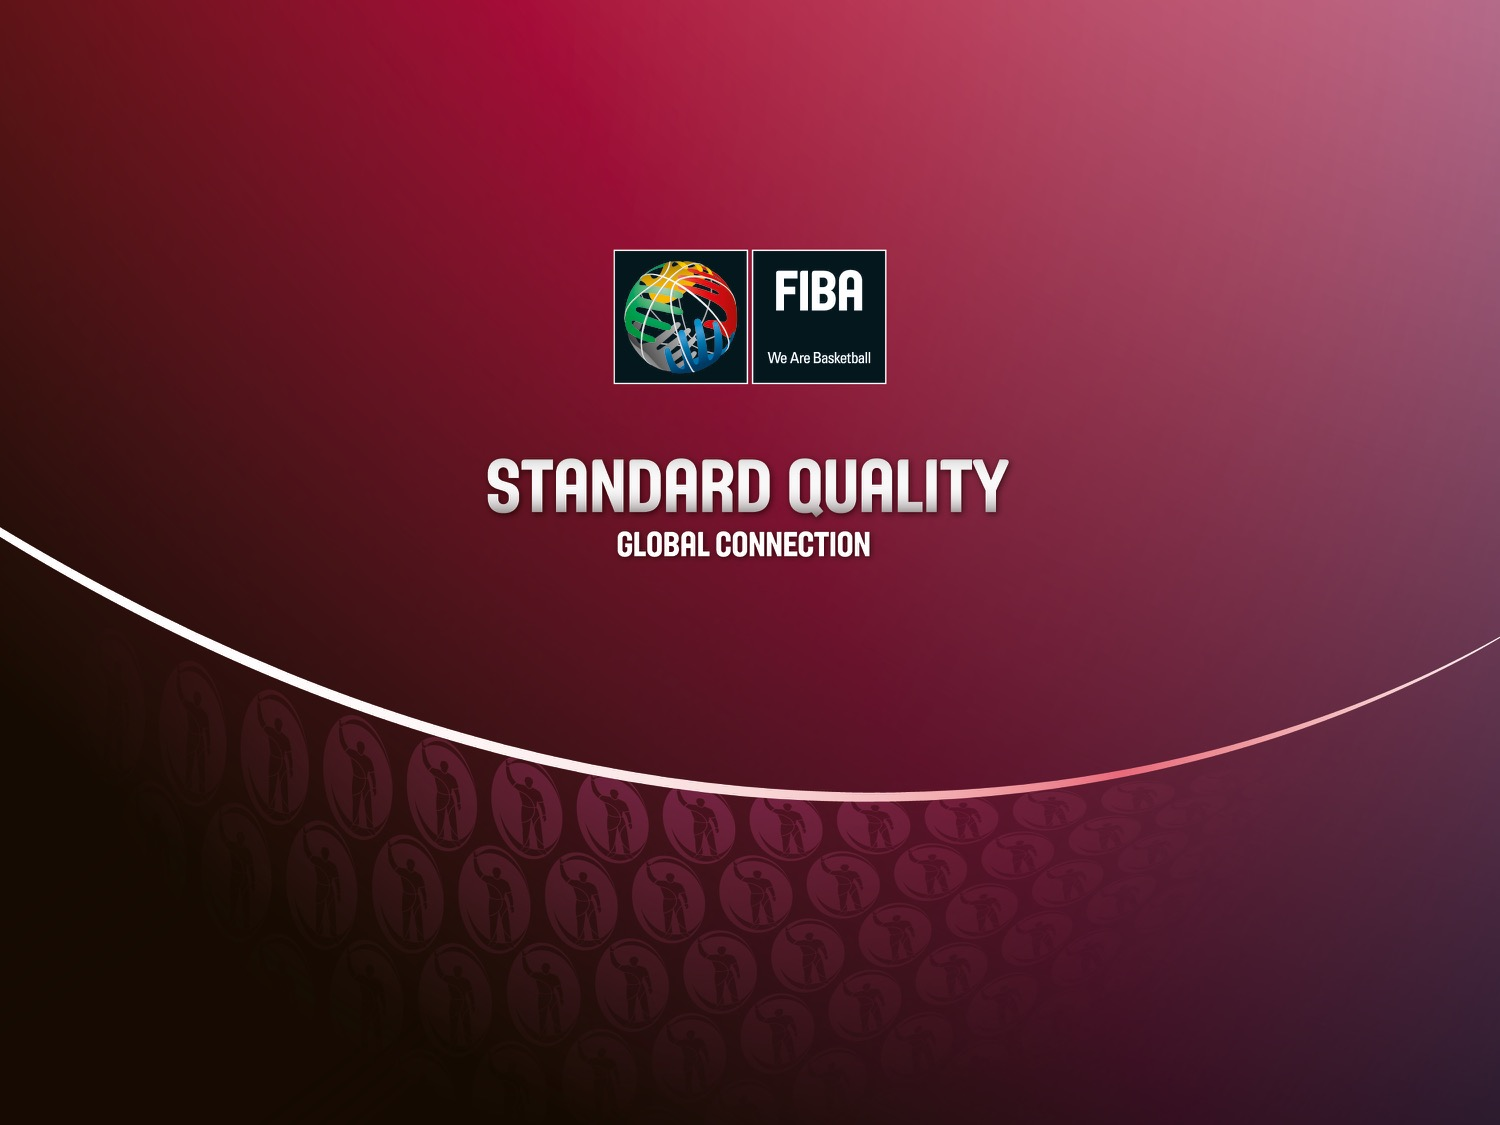 FIBA
We Are Basketball
STANDARD QUALITY
GLOBAL CONNECTION